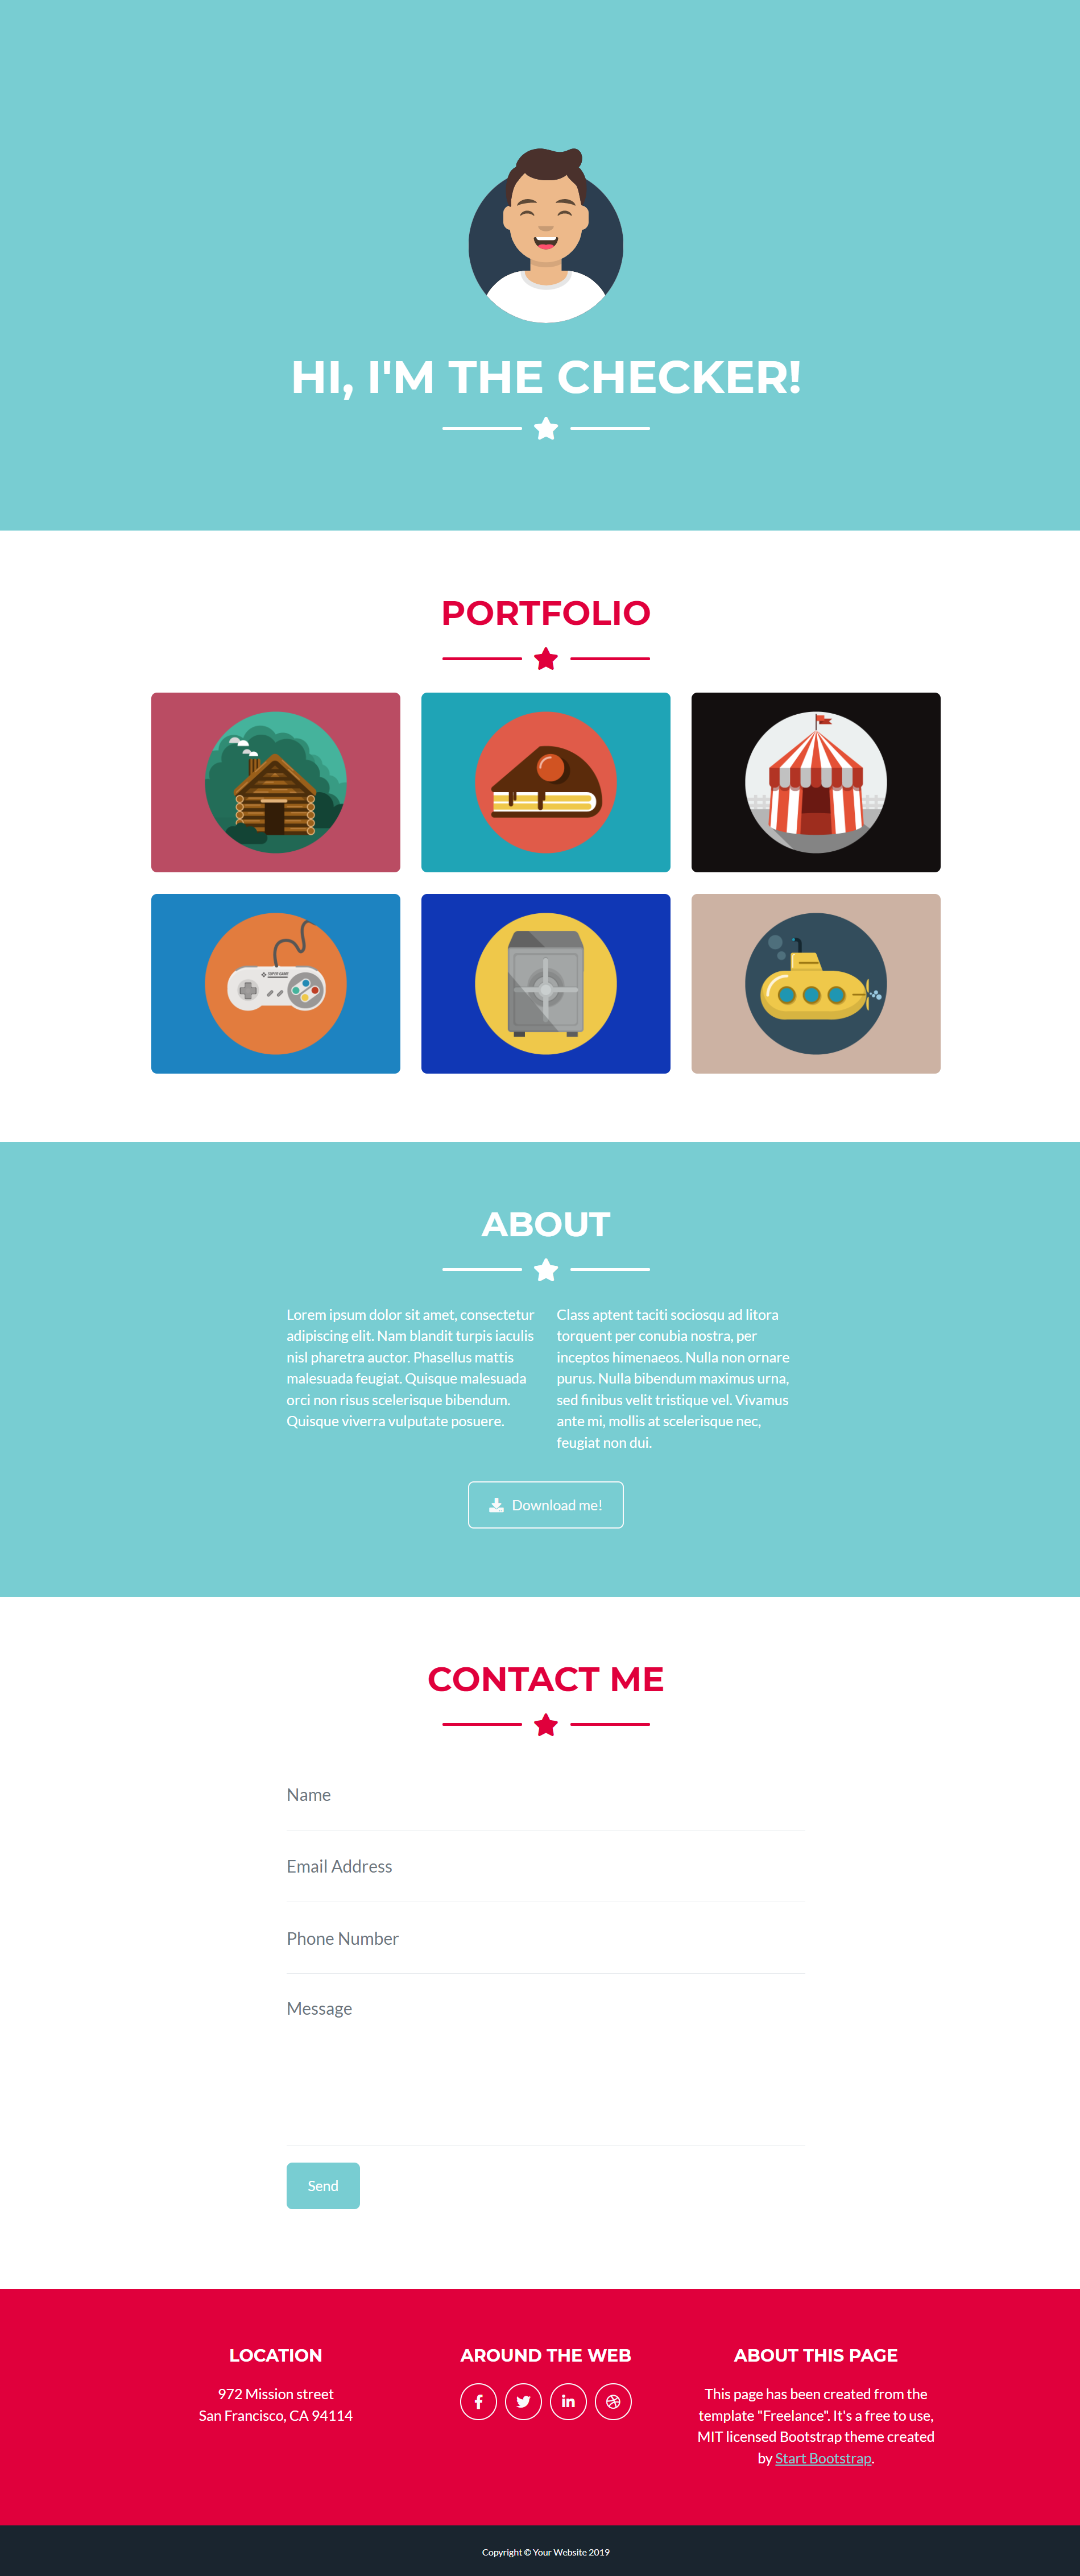 HI, I'M THE CHECKER!
PORTFOLIO
SUPER GAME
ABOUT
Lorem ipsum dolor sit amet, consectetur
adipiscing elit. Nam blandit turpis iaculis
nisl pharetra auctor. Phasellus mattis
malesuada feugiat. Quisque malesuada
orci non risus scelerisque bibendum.
Quisque viverra vulputate posuere.
Class aptent taciti sociosqu ad litora
torquent per conubia nostra, per
inceptos himenaeos. Nulla non ornare
purus. Nulla bibendum maximus urna,
sed finibus velit tristique vel. Vivamus
ante mi, mollis at scelerisque nec,
feugiat non dui.
Download me!
CONTACT ME
Name
Email Address
Phone Number
Message
Send
LOCATION
972 Mission street
San Francisco, CA 94114
AROUND THE WEB
ABOUT THIS PAGE
This page has been created from the
template "Freelance". It's a free to use,
MIT licensed Bootstrap theme created
by Start Bootstrap.
Copyright © Your Website 2019